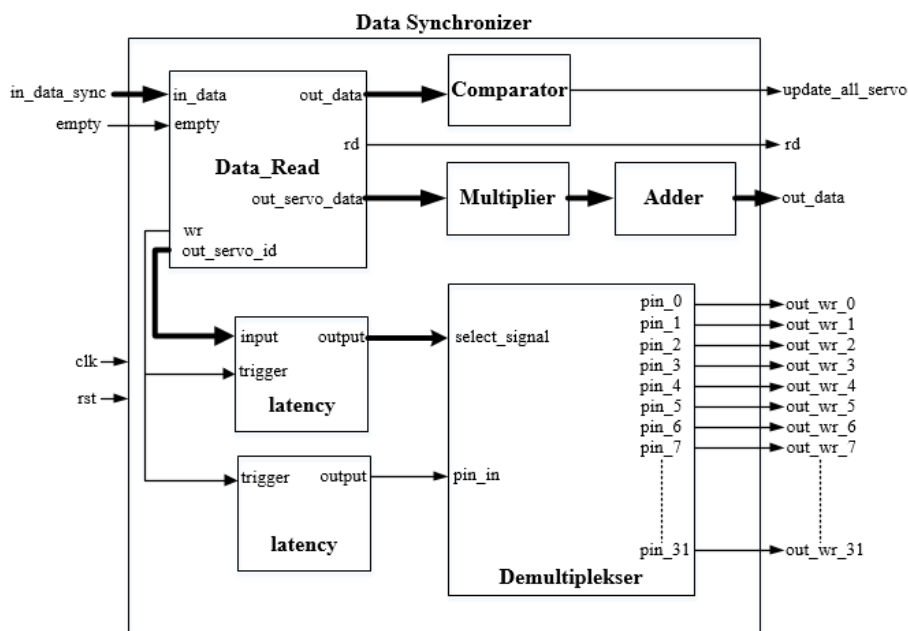 Data Synchronizer
in_data_sync
in_data
out_data
Comparator
update_all_servo
empty
empty
rd
rd
Data_Read
out_servo_data
Multiplier
Adder
out_data
wr
out_servo_id
pin_0
out_wr_0
input
output
select_signal
pin_1
out_wr_1
pin_2
out_wr_2
clk
trigger
pin_3
out_wr_3
pin_4
out_wr_4
rst
latency
pin_5
out_wr_5
pin_6
out_wr_6
pin_7
out_wr_7
trigger
output
pin_in
latency
pin_31
out_wr_31
Demultiplekser